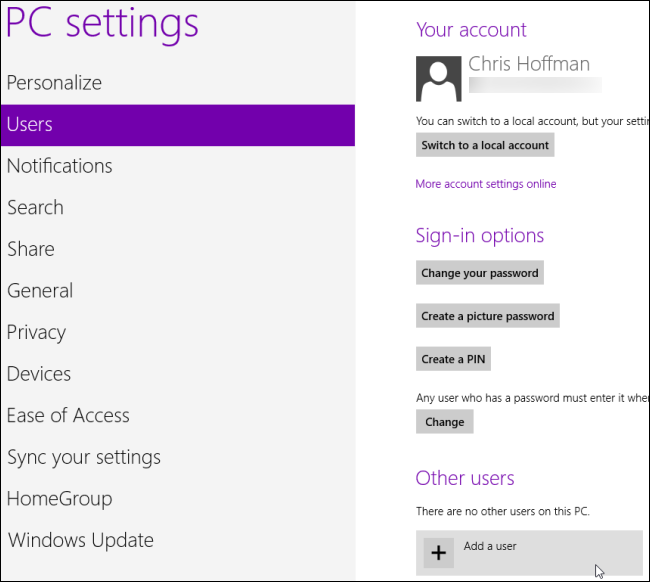 PC settings
Personalize
Users
Notifications
Search
Share
General
Privacy
Devices
Ease of Access
Sync your settings
HomeGroup
Windows Update
Your account
Chris Hoffman
You can switch to a local account, but your
Switch to a local account
More account settings online
Sign-in options
Change your password
Create a picture password
Create a PIN
Any user who has a password must enter it
Change
Other users
There are no other users on this PC.
Add a user